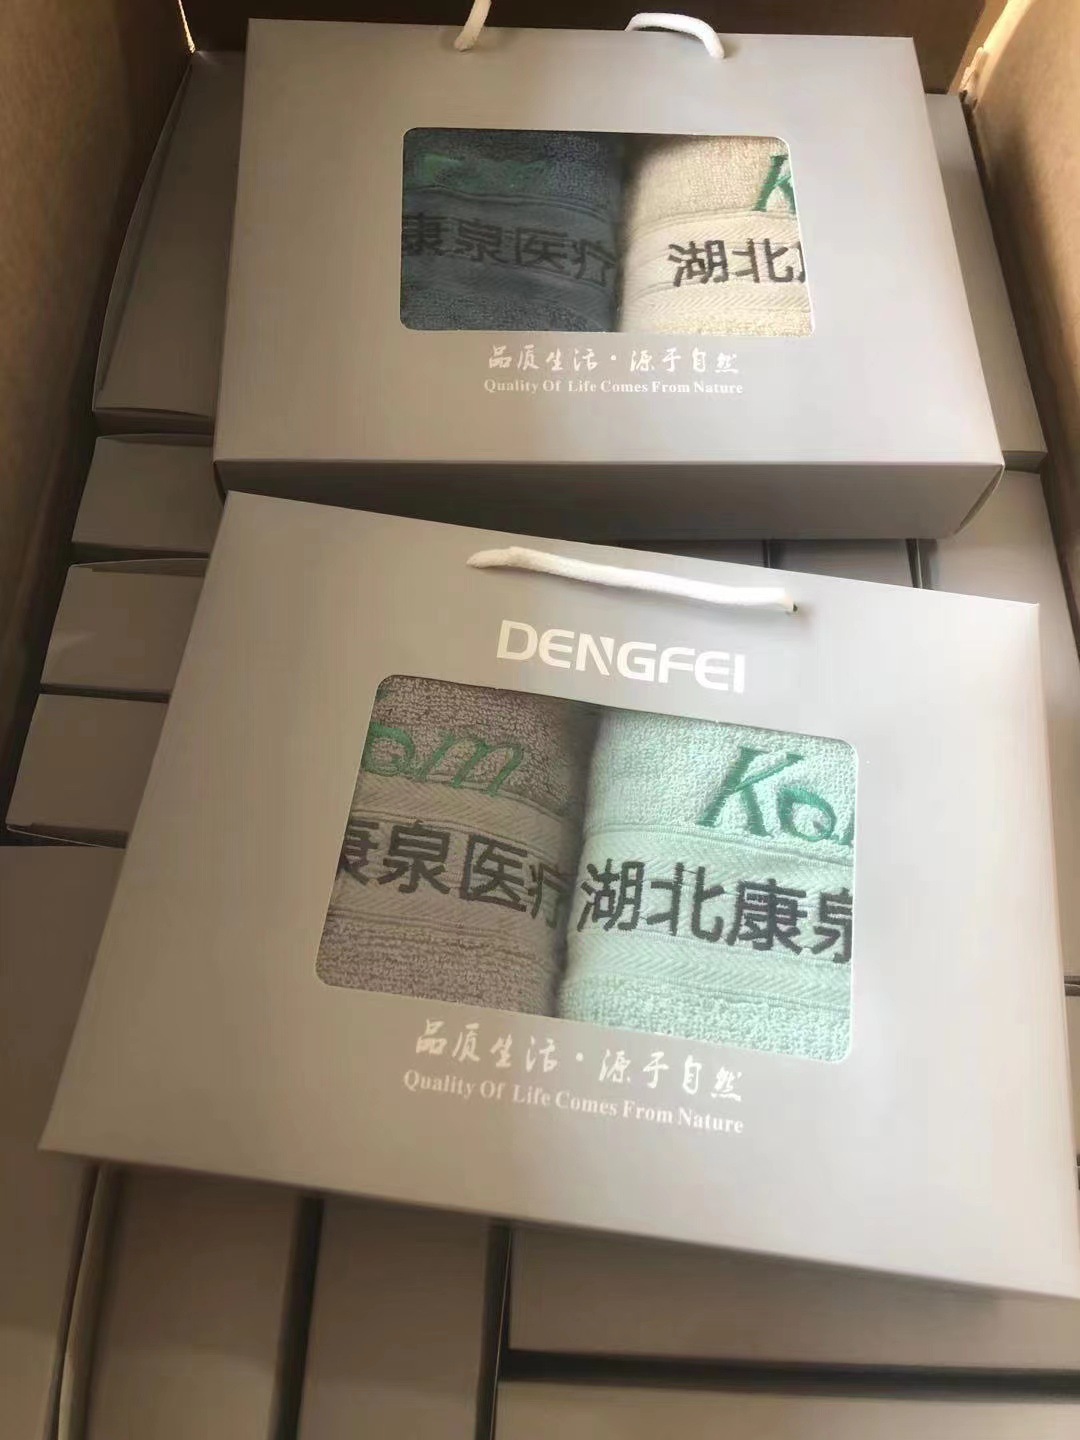 康泉医疗
湖北
品质生活·源于自然
Quality Of Life Comes From Nature
DENGFEI
Kom
康泉医疗
湖北康泉
品质生活·源于自然
Quality Of Life Comes From Nature